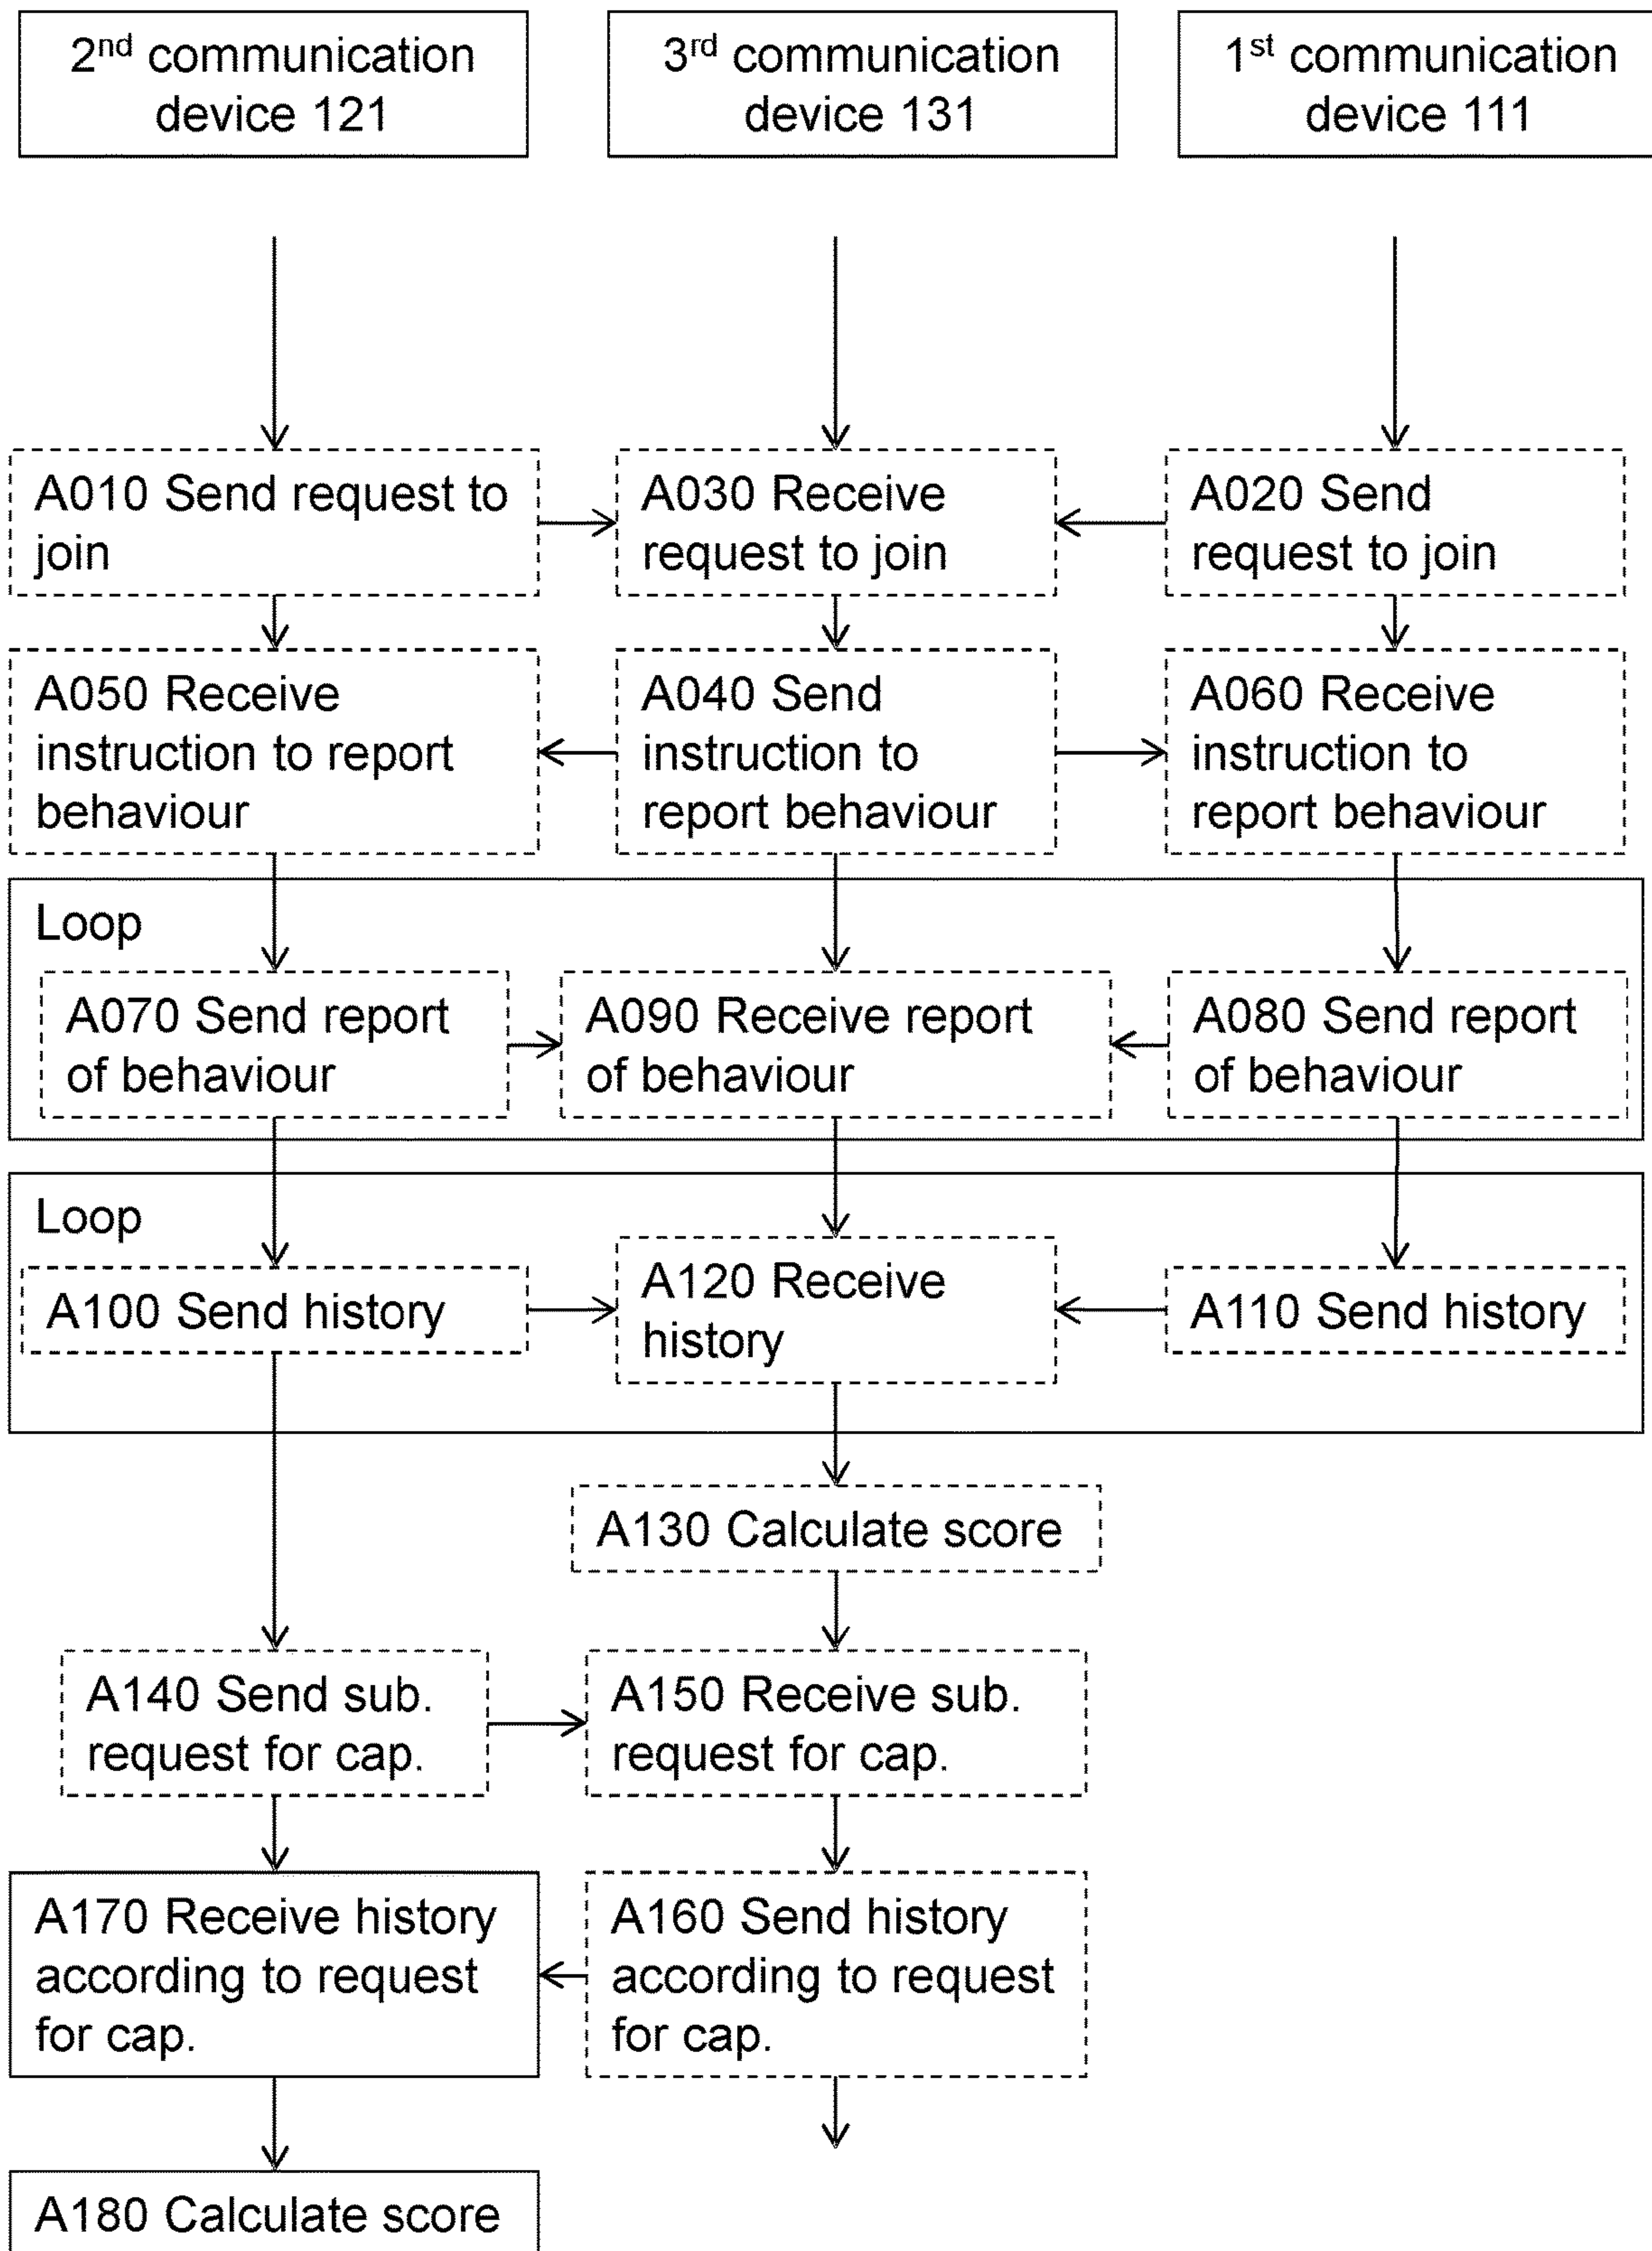 2nd communication
device 121
3rd communication
device 131
1st communication
device 111
A010 Send request to
join
A030 Receive
request to join
A020 Send
request to join
A050 Receive
instruction to report
behaviour
A040 Send
instruction to
report behaviour
A060 Receive
instruction to
report behaviour
Loop
A070 Send report
of behaviour
A090 Receive report
of behaviour
A080 Send report
of behaviour
Loop
A100 Send history
A120 Receive
history
A110 Send history
A130 Calculate score
A140 Send sub.
request for cap.
A150 Receive sub.
request for cap.
A170 Receive history
according to request
for cap.
A160 Send history
according to request
for cap.
A180 Calculate score